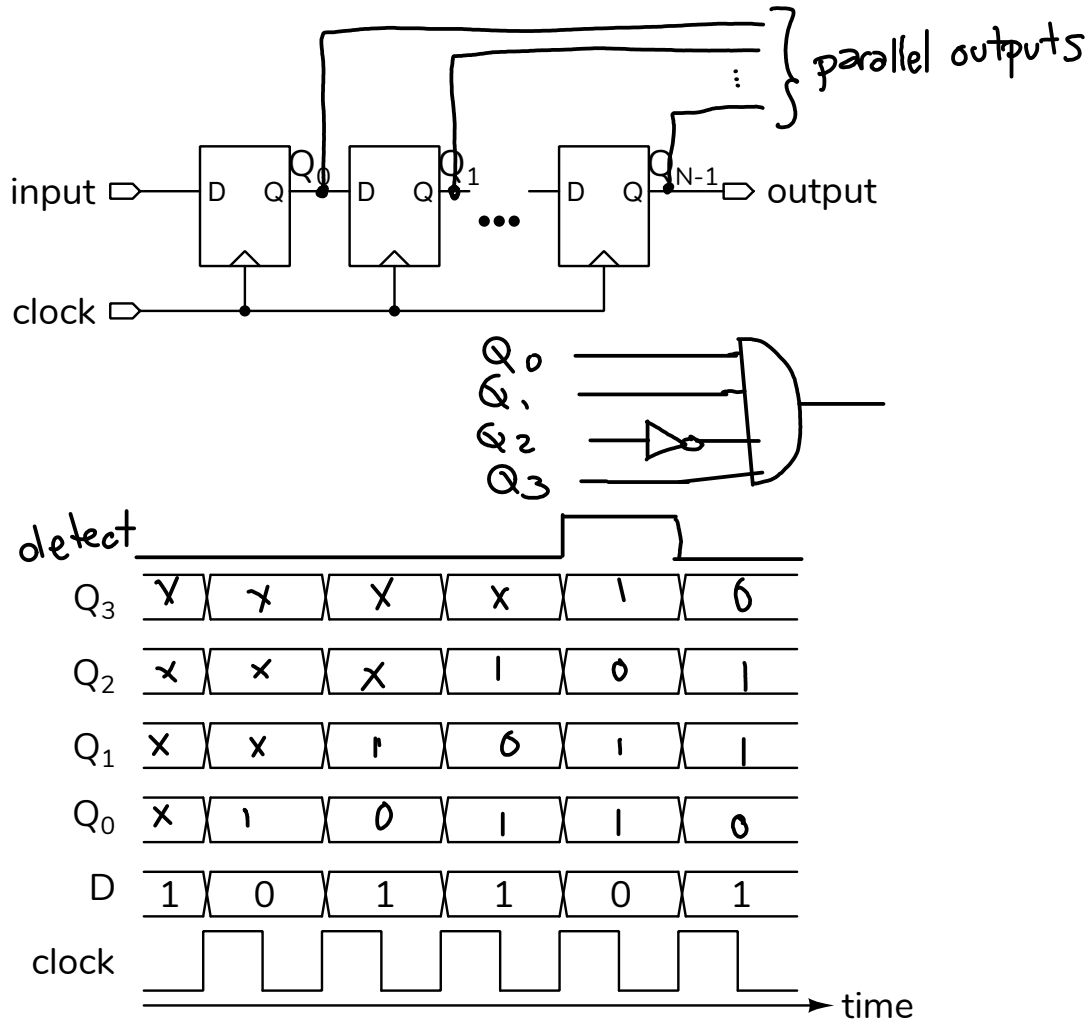 parallel outputs
...
Q0 Q1 QN-1
input D Q D Q ... D Q output
clock
Q0
Q1
Q2
Q3
detect
Q3 X X X X 1 0
Q2 X X X 1 0 1
Q1 X X 1 0 1 1
Q0 X 1 0 1 1 0
D 1 0 1 1 0 1
clock
time